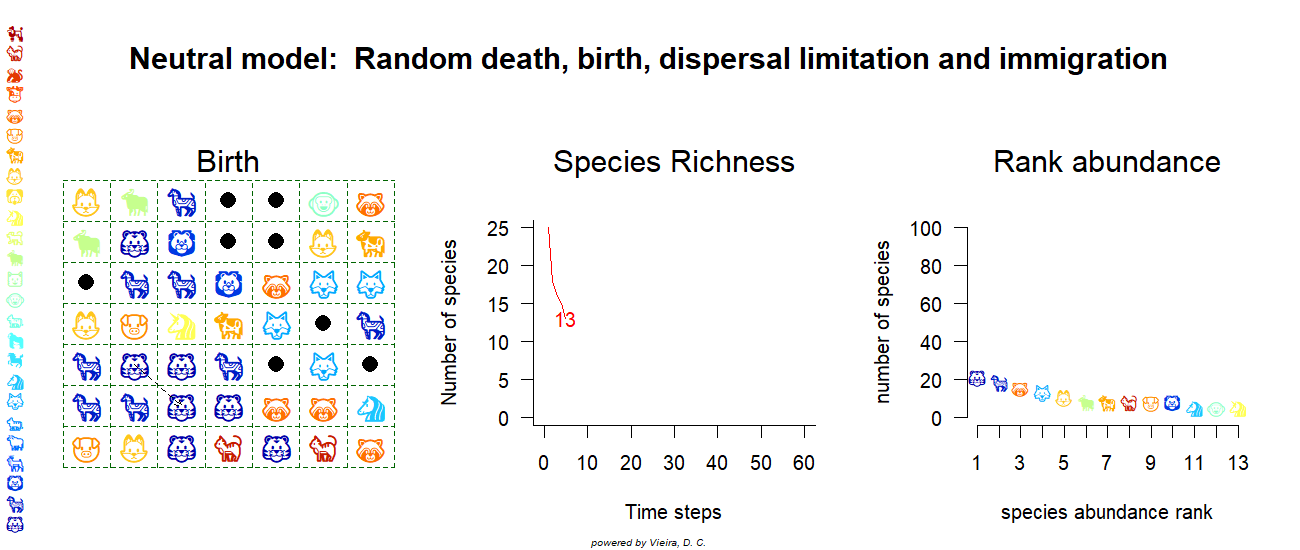 Neutral model:  Random death, birth, dispersal limitation and immigration
Birth
Species Richness
Number of species
25
20
15
10
5
0
13
0 10 20 30 40 50 60
Time steps
Rank abundance
number of species
100
80
60
40
20
0
1 3 5 7 9 11 13
species abundance rank
powered by Vieira, D. C.